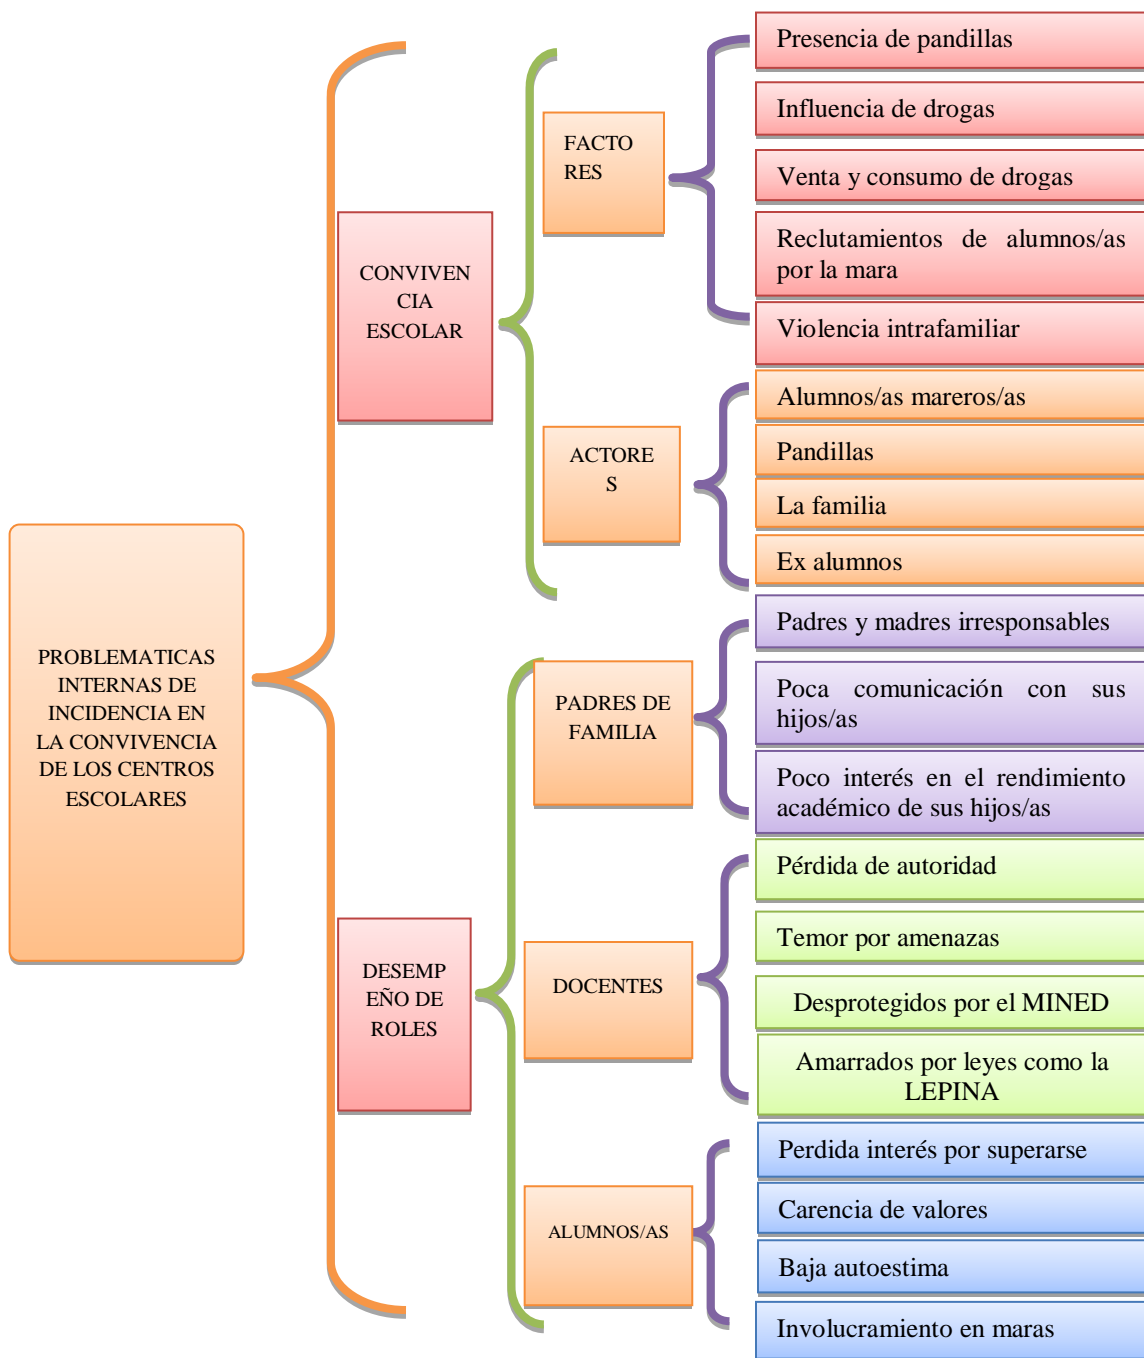 PROBLEMATICAS
INTERNAS DE
INCIDENCIA EN
LA CONVIVENCIA
DE LOS CENTROS
ESCOLARES
CONVIVEN
CIA
ESCOLAR
FACTO
RES
Presencia de pandillas
Influencia de drogas
Venta y consumo de drogas
Reclutamientos de alumnos/as
por la mara
Violencia intrafamiliar
ACTORE
S
Alumnos/as mareros/as
Pandillas
La familia
Ex alumnos
DESEMP
EÑO DE
ROLES
PADRES DE
FAMILIA
Padres y madres irresponsables
Poca comunicación con sus
hijos/as
Poco interés en el rendimiento
académico de sus hijos/as
DOCENTES
Pérdida de autoridad
Temor por amenazas
Desprotegidos por el MINED
Amarrados por leyes como la
LEPINA
ALUMNOS/AS
Perdida interés por superarse
Carencia de valores
Baja autoestima
Involucramiento en maras